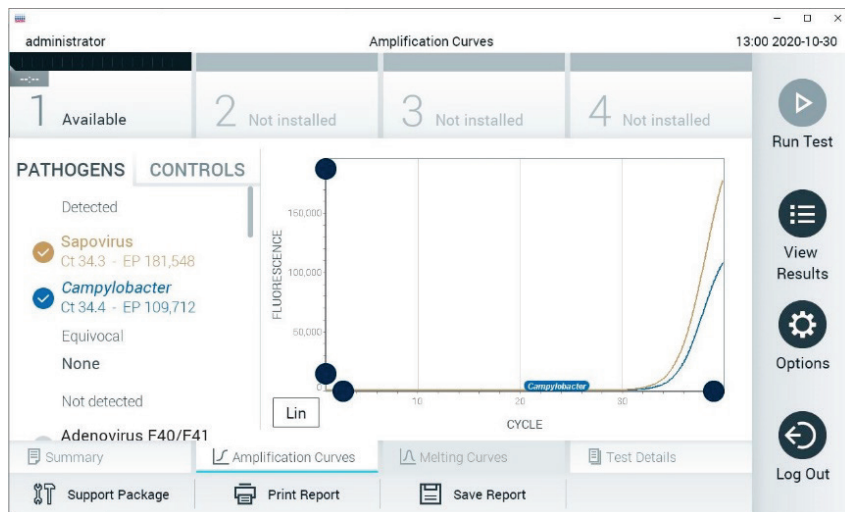 administrator
Amplification Curves
13:00 2020-10-30
--:--
1 Available
2 Not installed
3 Not installed
4 Not installed
Run Test
PATHOGENS
CONTROLS
Detected
Sapovirus
Ct 34.3 - EP 181,548
Campylobacter
Ct 34.4 - EP 109,712
Equivocal
None
Not detected
Adenovirus F40/F41
FLUORESCENCE
150,000
100,000
50,000
0
Campylobacter
10
20
30
CYCLE
Lin
View
Results
Options
Log Out
Summary
Amplification Curves
Melting Curves
Test Details
Support Package
Print Report
Save Report